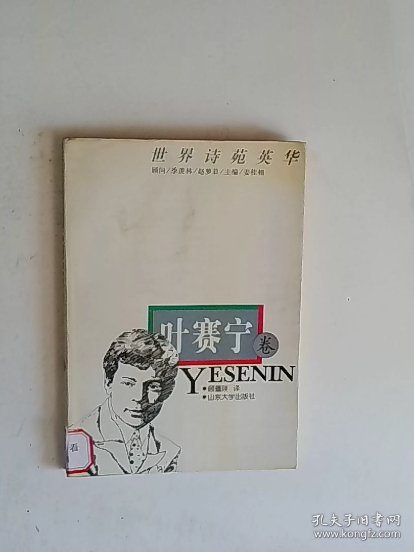 世界诗苑英华
顾问/季羡林/赵萝蕤/主编/姜桂栩
叶赛宁卷
YESENIN
●顾蕴璞 译
●山东大学出版社
看
孔夫子旧书网
www.kongfz.com